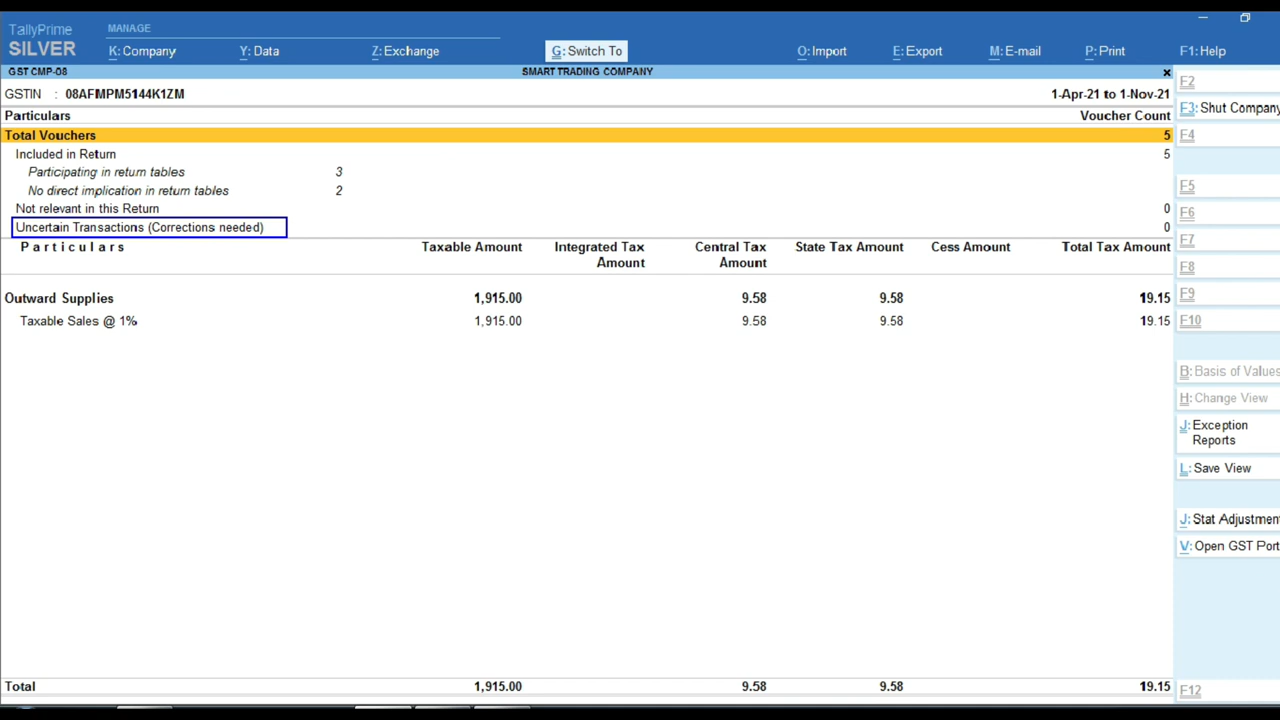 TallyPrime MANAGE
SILVER K: Company Y: Data Z: Exchange G: Switch To O: Import E: Export M: E-mail P: Print F1: Help
GST CMP-08 SMART TRADING COMPANY x
GSTIN : 08AFMPM5144K1ZM 1-Apr-21 to 1-Nov-21
Particulars Voucher Count
Total Vouchers 5
Included in Return 5
Participating in return tables 3
No direct implication in return tables 2
Not relevant in this Return 0
Uncertain Transactions (Corrections needed) 0
Particulars Taxable Amount Integrated Tax Amount Central Tax Amount State Tax Amount Cess Amount Total Tax Amount
Outward Supplies 1,915.00 9.58 9.58 19.15
Taxable Sales @ 1% 1,915.00 9.58 9.58 19.15
Total 1,915.00 9.58 9.58 19.15
F2
F3: Shut Company
F4
F5
F6
F7
F8
F9
F10
B: Basis of Values
H: Change View
J: Exception
Reports
L: Save View
J: Stat Adjustment
V: Open GST Port
F12